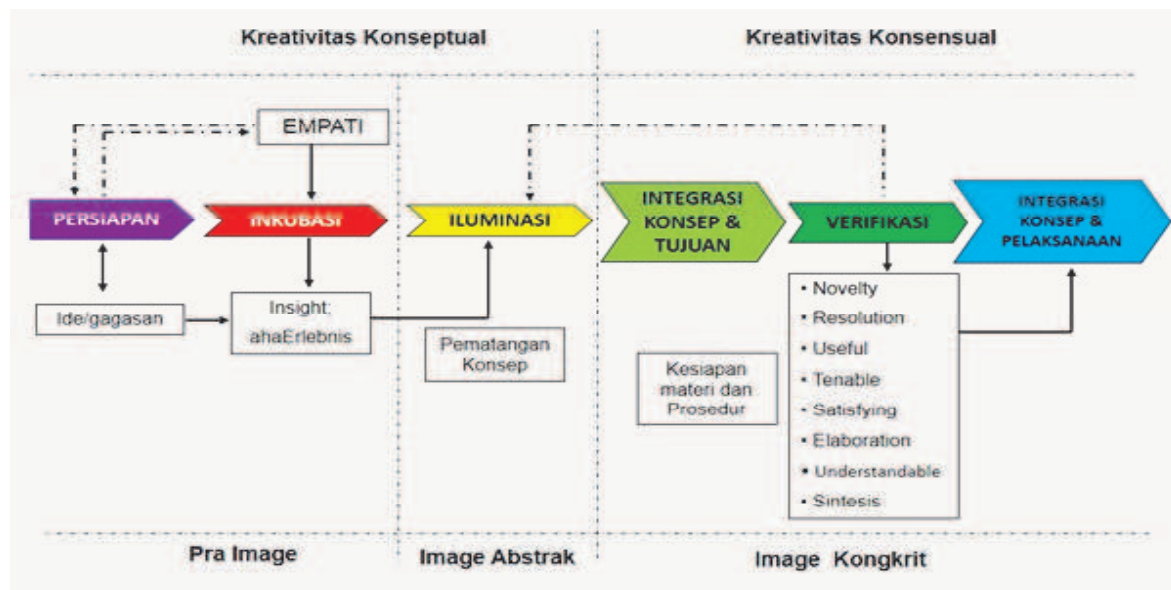 Kreativitas Konseptual
Kreativitas Konsensual
EMPATI
PERSIAPAN
INKUBASI
ILUMINASI
INTEGRASI
KONSEP &
TUJUAN
VERIFIKASI
INTEGRASI
KONSEP &
PELAKSANAAN
Ide/gagasan
Insight;
ahaErlebnis
Pematangan
Konsep
Kesiapan
materi dan
Prosedur
• Novelty
• Resolution
• Useful
• Tenable
• Satisfying
• Elaboration
• Understandable
• Sintesis
Pra Image
Image Abstrak
Image Kongkrit